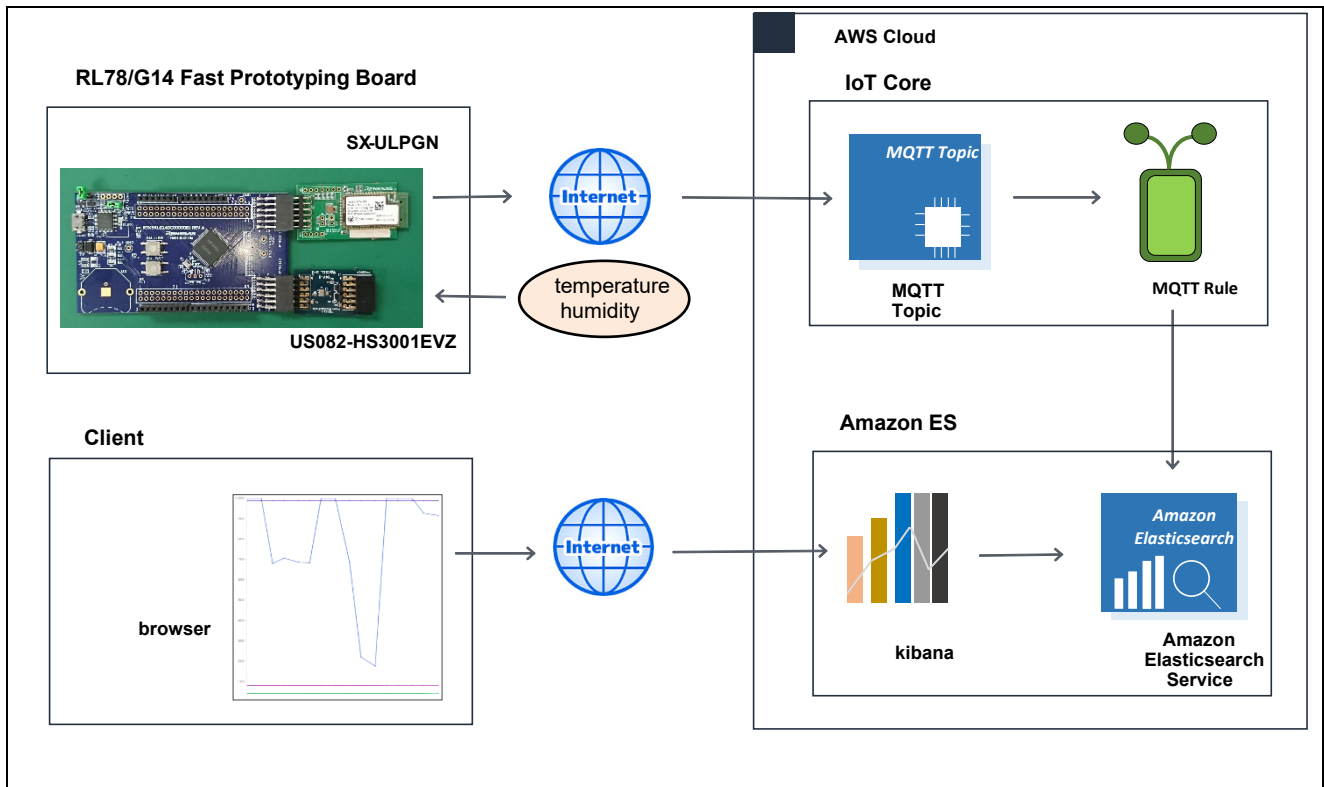 AWS Cloud
RL78/G14 Fast Prototyping Board
IoT Core
SX-ULPGN
MQTT Topic
Internet
temperature
humidity
MQTT
Topic
MQTT Rule
US082-HS3001EVZ
Client
Amazon ES
browser
Internet
Amazon
Elasticsearch
kibana
Amazon
Elasticsearch
Service